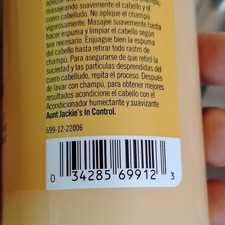 aplique
masajeando suavemente el cabello y el
cuero cabelludo. No aplique el champú
vigorosamente. Masajee suavemente hasta
hacer espuma y limpiar el cabello según
sea necesario. Enjuague bien la espuma
del cabello hasta retirar todo rastro de
champú. Para asegurarse de que retiró la
suciedad y las partículas desprendidas del
cuero cabelludo, repita el proceso. Después
de lavar con champú, para obtener mejores
resultados acondicione el cabello con el
Acondicionador humectante y suavizante
Aunt Jackie's In Control.
699-12-22006
0 34285 69912 3